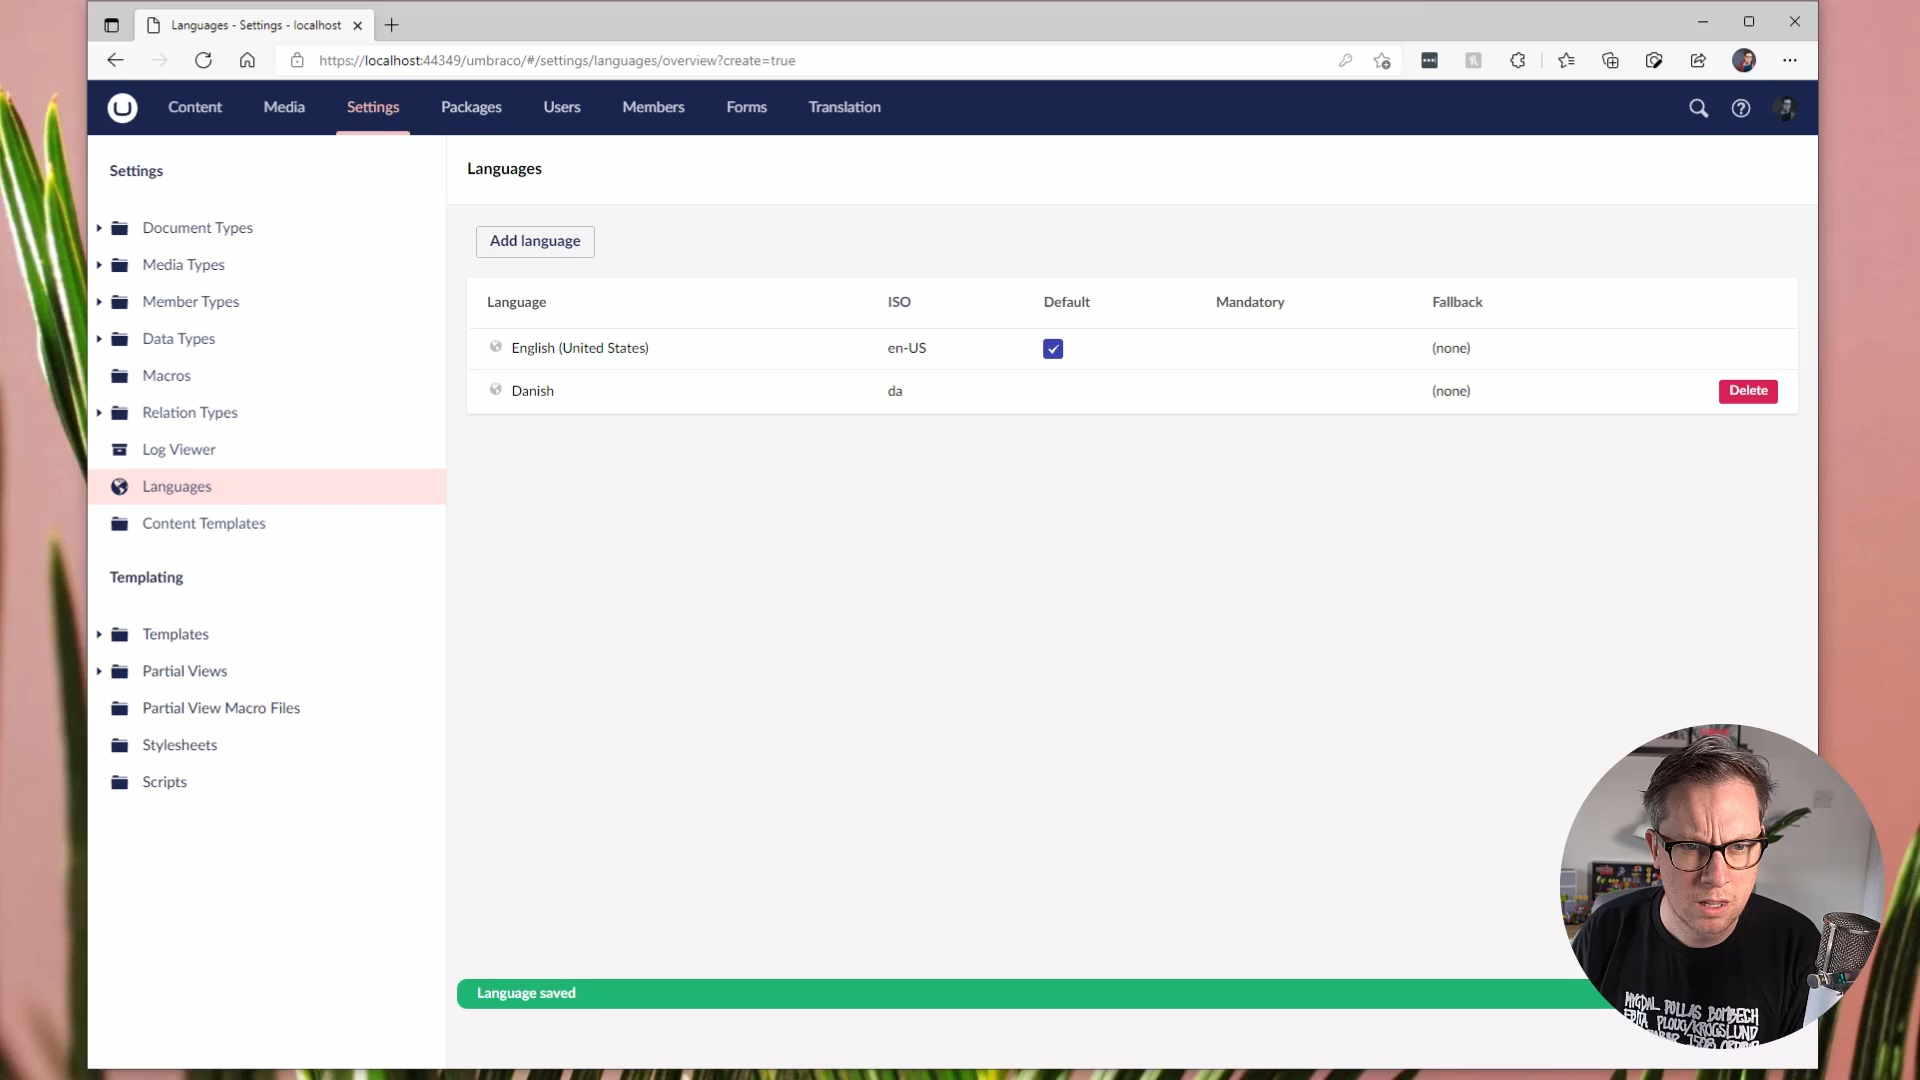 Languages - Settings - localhost
https://localhost:44349/umbraco/#/settings/languages/overview?create=true
Content Media Settings Packages Users Members Forms Translation
Settings
Document Types
Media Types
Member Types
Data Types
Macros
Relation Types
Log Viewer
Languages
Content Templates
Templating
Templates
Partial Views
Partial View Macro Files
Stylesheets
Scripts
Languages
Add language
Language ISO Default Mandatory Fallback
English (United States) en-US (none)
Danish da (none) Delete
Language saved